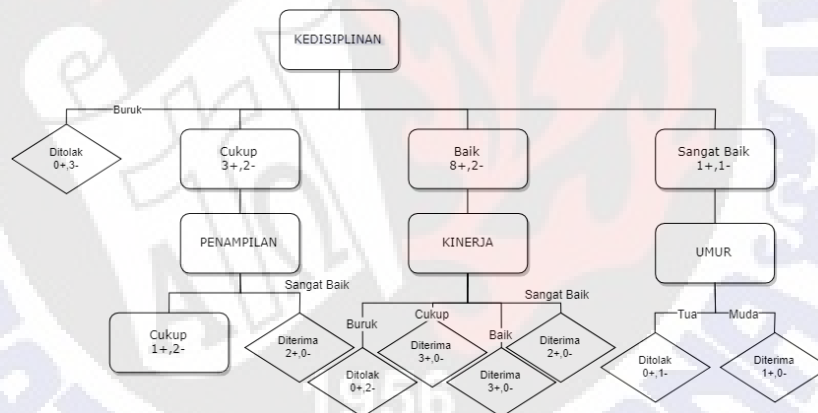 KEDISIPLINAN
Buruk
Ditolak
0+,3-
Cukup
3+,2-
Baik
8+,2-
Sangat Baik
1+,1-
PENAMPILAN
KINERJA
UMUR
Sangat Baik
Cukup
1+,2-
Diterima
2+,0-
Buruk
Ditolak
0+,2-
Cukup
Diterima
3+,0-
Baik
Diterima
3+,0-
Sangat Baik
Diterima
2+,0-
Tua
Ditolak
0+,1-
Muda
Diterima
1+,0-